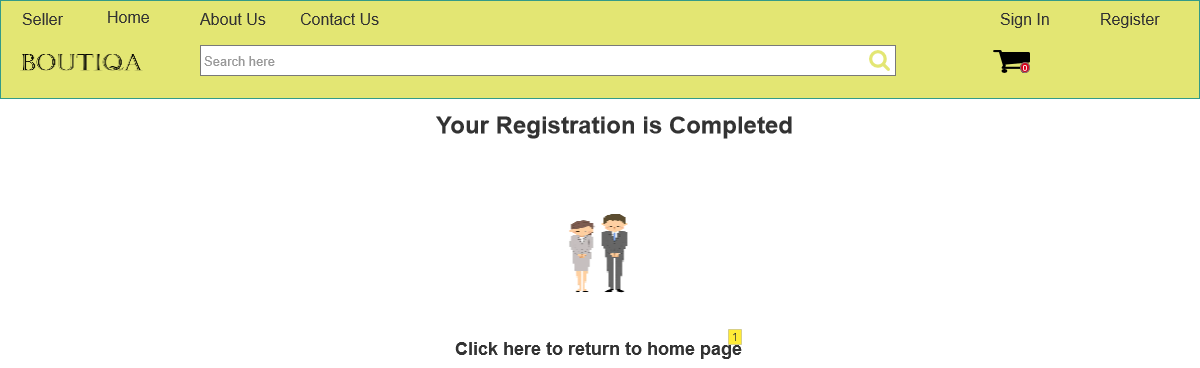 Seller Home About Us Contact Us Sign In Register
BOUTIQA Search here 0
Your Registration is Completed
1
Click here to return to home page